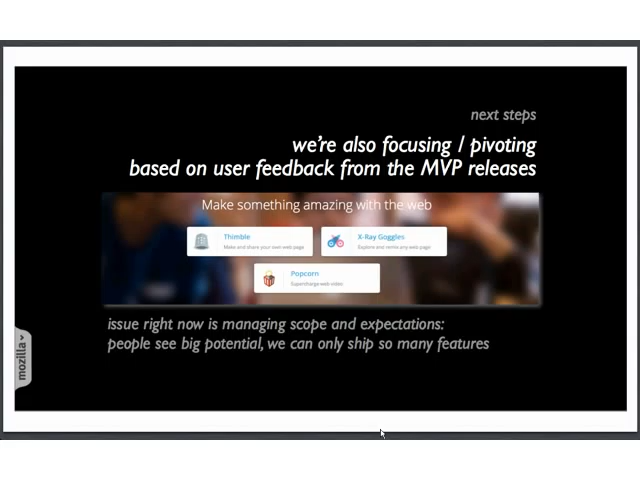 next steps
we're also focusing / pivoting
based on user feedback from the MVP releases
Make something amazing with the web
Thimble
Make and share your own web page
X-Ray Goggles
Explore and remix any web page
Popcorn
Supercharge web video
issue right now is managing scope and expectations:
people see big potential, we can only ship so many features
mozilla